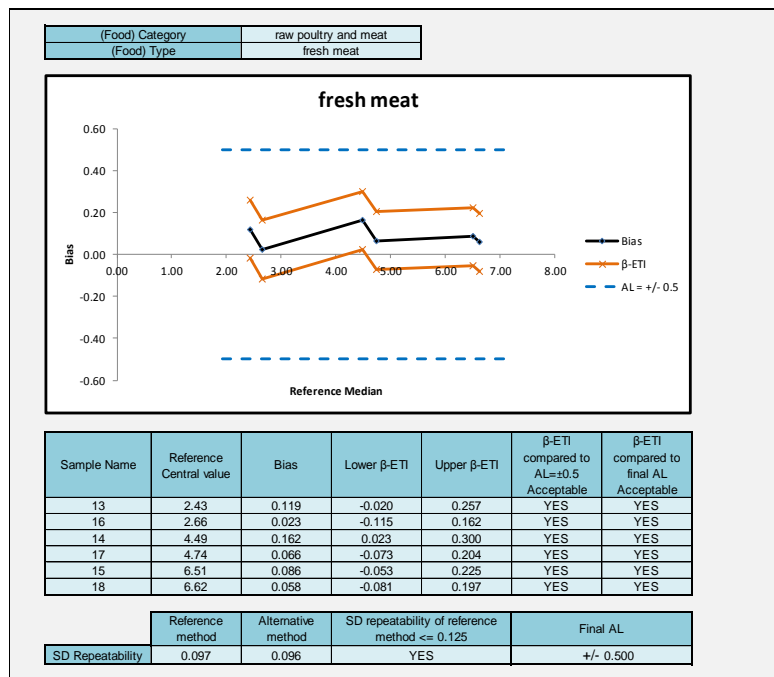 (Food) Category raw poultry and meat
(Food) Type fresh meat
fresh meat
0.60
0.40
0.20
0.00
-0.20
-0.40
-0.60
0.00 1.00 2.00 3.00 4.00 5.00 6.00 7.00 8.00
Bias
Reference Median
Bias
β-ETI
AL = +/- 0.5
Sample Name Reference Central value Bias Lower β-ETI Upper β-ETI β-ETI compared to AL=±0.5 Acceptable β-ETI compared to final AL Acceptable
13 2.43 0.119 -0.020 0.257 YES YES
16 2.66 0.023 -0.115 0.162 YES YES
14 4.49 0.162 0.023 0.300 YES YES
17 4.74 0.066 -0.073 0.204 YES YES
15 6.51 0.086 -0.053 0.225 YES YES
18 6.62 0.058 -0.081 0.197 YES YES
Reference method Alternative method SD repeatability of reference method <= 0.125 Final AL
SD Repeatability 0.097 0.096 YES +/- 0.500